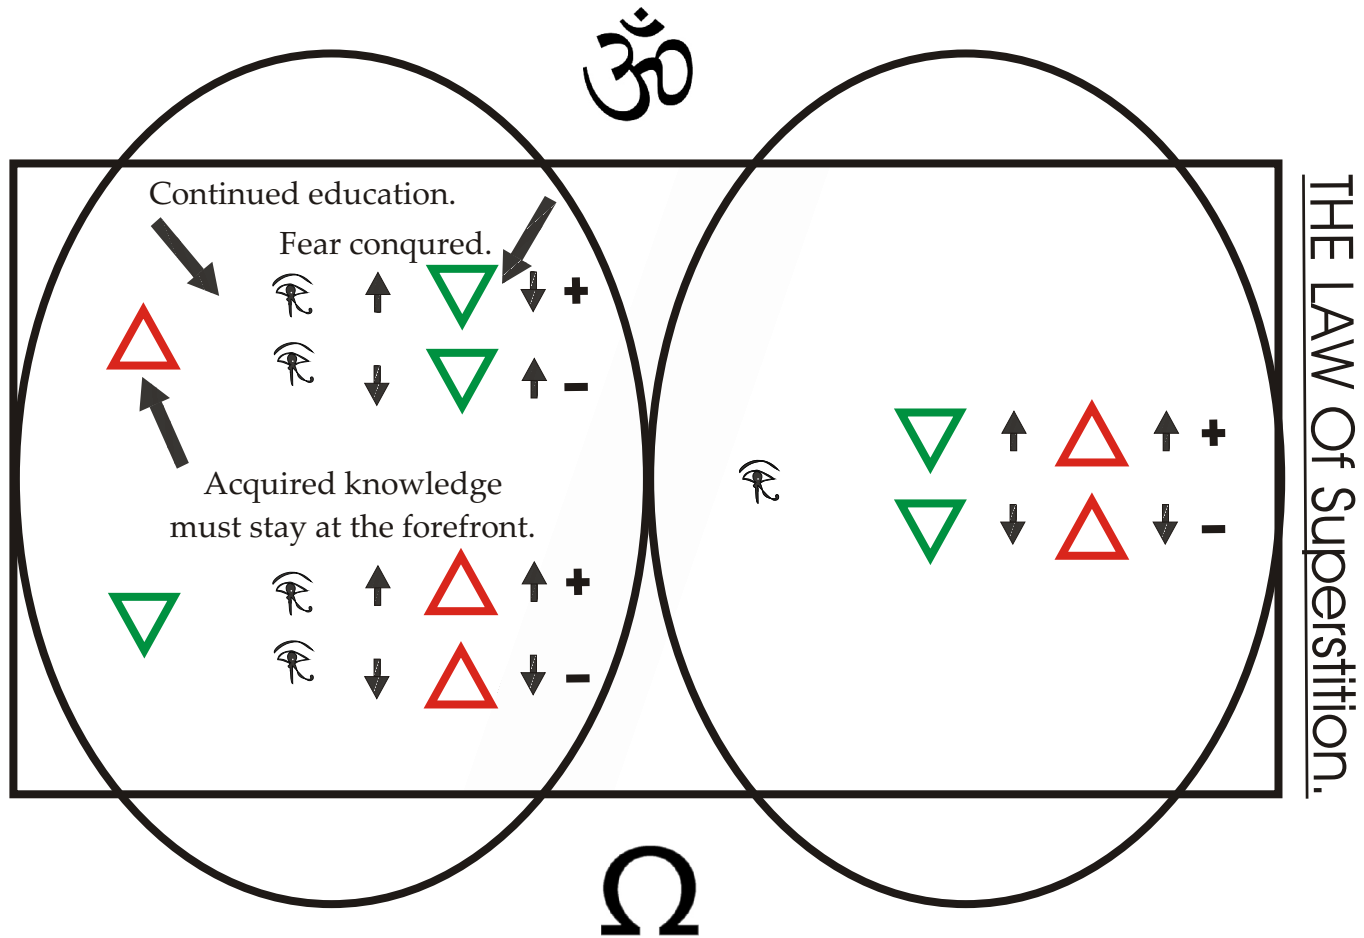 ॐ
Continued education.
Fear conqured.
+
−
Acquired knowledge
must stay at the forefront.
+
−
+
−
Ω
THE LAW Of Superstition.